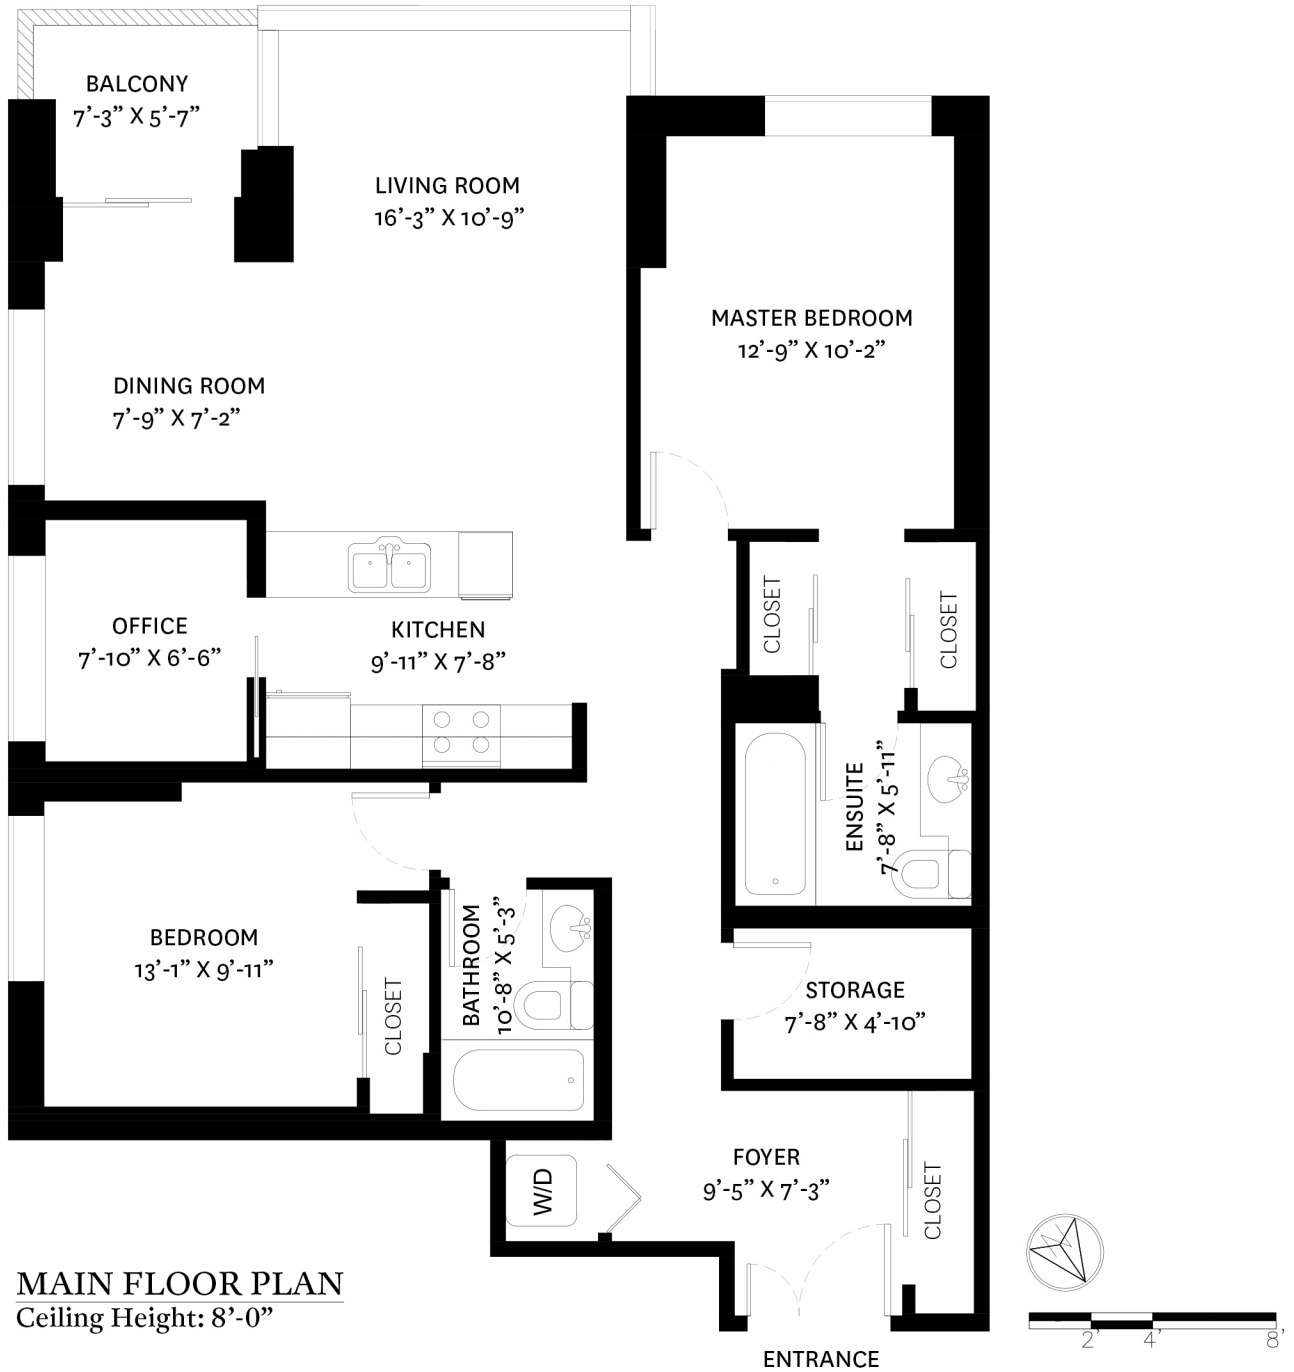 BALCONY
7’-3” X 5’-7”
LIVING ROOM
16’-3” X 10’-9”
MASTER BEDROOM
12’-9” X 10’-2”
DINING ROOM
7’-9” X 7’-2”
OFFICE
7’-10” X 6’-6”
KITCHEN
9’-11” X 7’-8”
CLOSET
CLOSET
ENSUITE
7’-8” X 5’-11”
BEDROOM
13’-1” X 9’-11”
CLOSET
BATHROOM
10’-8” X 5’-3”
STORAGE
7’-8” X 4’-10”
FOYER
9’-5” X 7’-3”
W/D
CLOSET
N
MAIN FLOOR PLAN
Ceiling Height: 8’-0”
2’ 4’ 8’
ENTRANCE